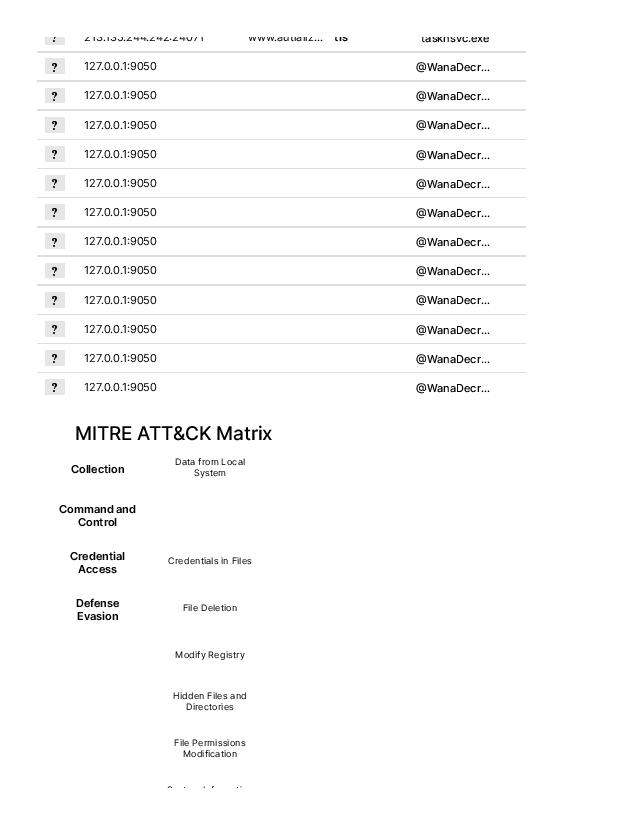 www.autializ... tls taskhsvc.exe
? 127.0.0.1:9050 @WanaDecr...
? 127.0.0.1:9050 @WanaDecr...
? 127.0.0.1:9050 @WanaDecr...
? 127.0.0.1:9050 @WanaDecr...
? 127.0.0.1:9050 @WanaDecr...
? 127.0.0.1:9050 @WanaDecr...
? 127.0.0.1:9050 @WanaDecr...
? 127.0.0.1:9050 @WanaDecr...
? 127.0.0.1:9050 @WanaDecr...
? 127.0.0.1:9050 @WanaDecr...
? 127.0.0.1:9050 @WanaDecr...
? 127.0.0.1:9050 @WanaDecr...
MITRE ATT&CK Matrix
Collection
Data from Local
System
Command and
Control
Credential
Access
Credentials in Files
Defense
Evasion
File Deletion
Modify Registry
Hidden Files and
Directories
File Permissions
Modification